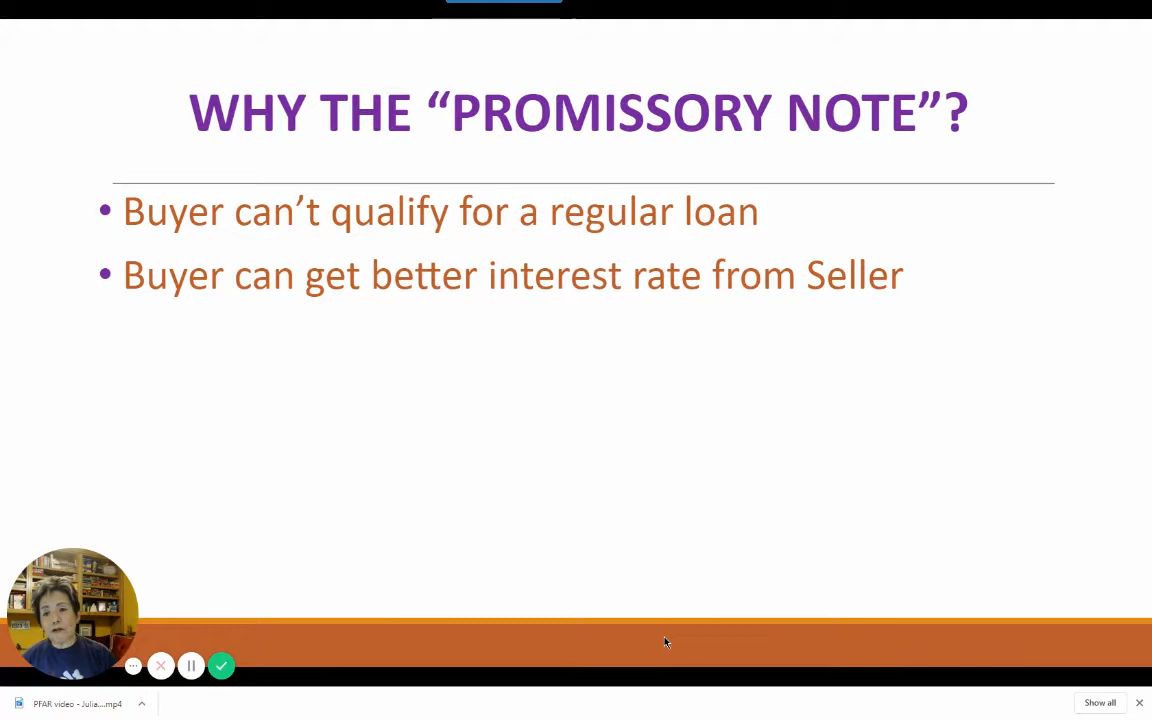 WHY THE “PROMISSORY NOTE”?
• Buyer can’t qualify for a regular loan
• Buyer can get better interest rate from Seller
PFAR video - Julia....mp4
Show all